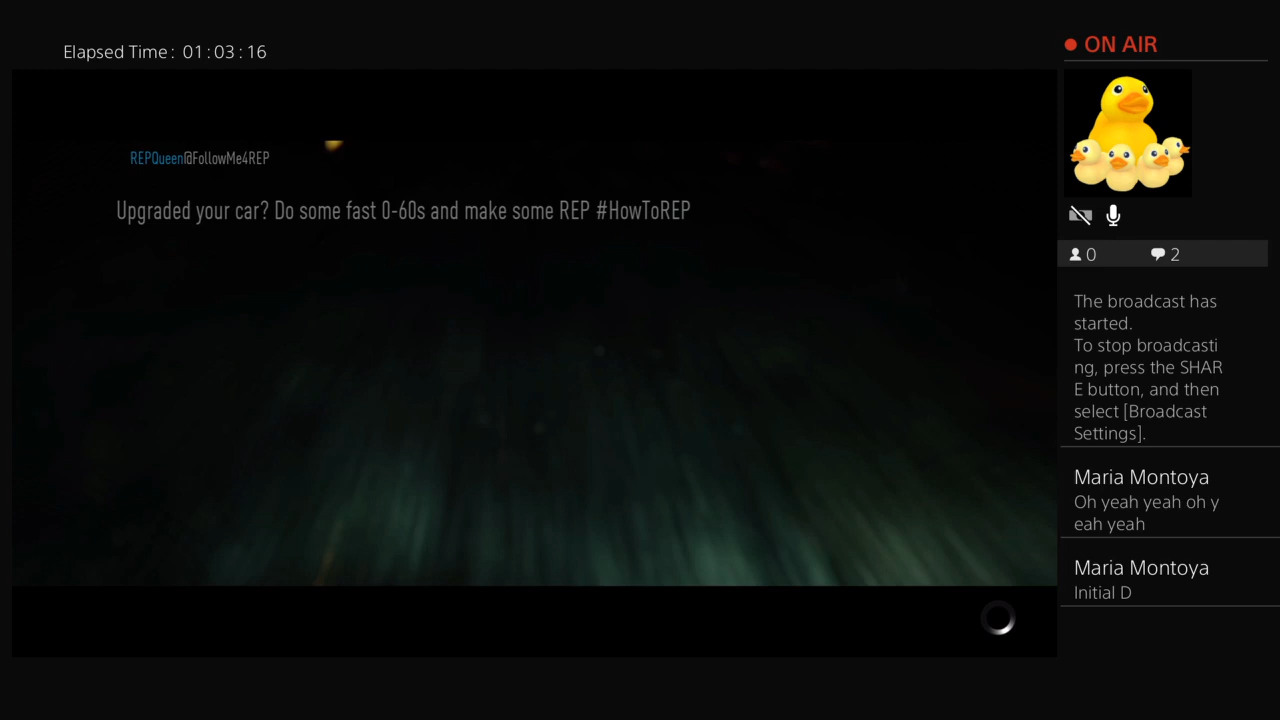 Elapsed Time: 01:03:16
ON AIR
REPQueen@FollowMe4REP
Upgraded your car? Do some fast 0-60s and make some REP #HowToREP
0 2
The broadcast has
started.
To stop broadcasti
ng, press the SHAR
E button, and then
select [Broadcast
Settings].
Maria Montoya
Oh yeah yeah oh y
eah yeah
Maria Montoya
Initial D